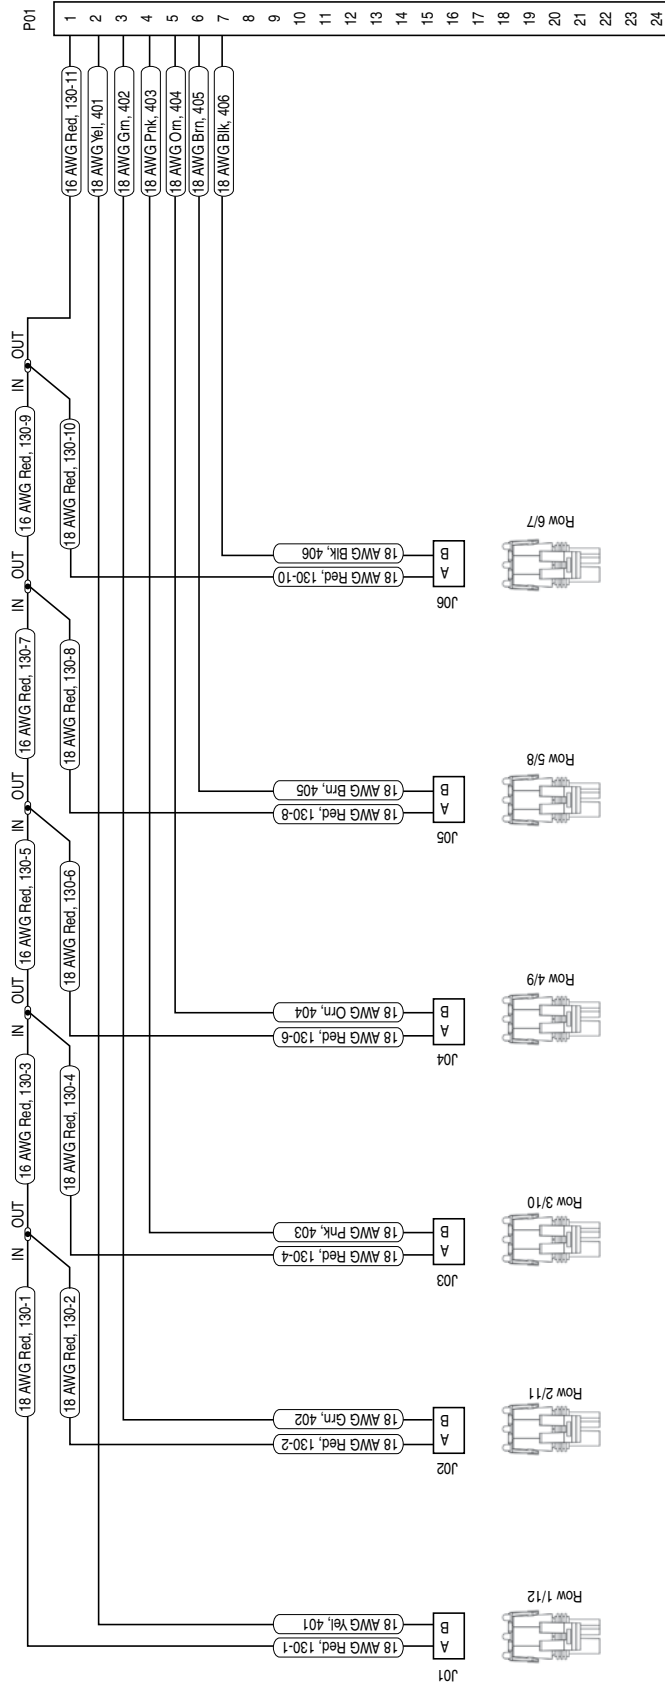 P01
1
2
3
4
5
6
7
8
9
10
11
12
13
14
15
16
17
18
19
20
21
22
23
24
16 AWG Red, 130-11
18 AWG Yel, 401
18 AWG Grn, 402
18 AWG Pnk, 403
18 AWG Orn, 404
18 AWG Brn, 405
18 AWG Blk, 406
IN OUT
16 AWG Red, 130-9
18 AWG Red, 130-10
IN OUT
16 AWG Red, 130-7
18 AWG Red, 130-8
IN OUT
16 AWG Red, 130-5
18 AWG Red, 130-6
IN OUT
16 AWG Red, 130-3
18 AWG Red, 130-4
IN OUT
18 AWG Red, 130-1
18 AWG Red, 130-2
18 AWG Blk, 406
18 AWG Red, 130-10
B
A
J06
Row 6/7
18 AWG Brn, 405
18 AWG Red, 130-8
B
A
J05
Row 5/8
18 AWG Orn, 404
18 AWG Red, 130-6
B
A
J04
Row 4/9
18 AWG Pnk, 403
18 AWG Red, 130-4
B
A
J03
Row 3/10
18 AWG Grn, 402
18 AWG Red, 130-2
B
A
J02
Row 2/11
18 AWG Yel, 401
18 AWG Red, 130-1
B
A
J01
Row 1/12